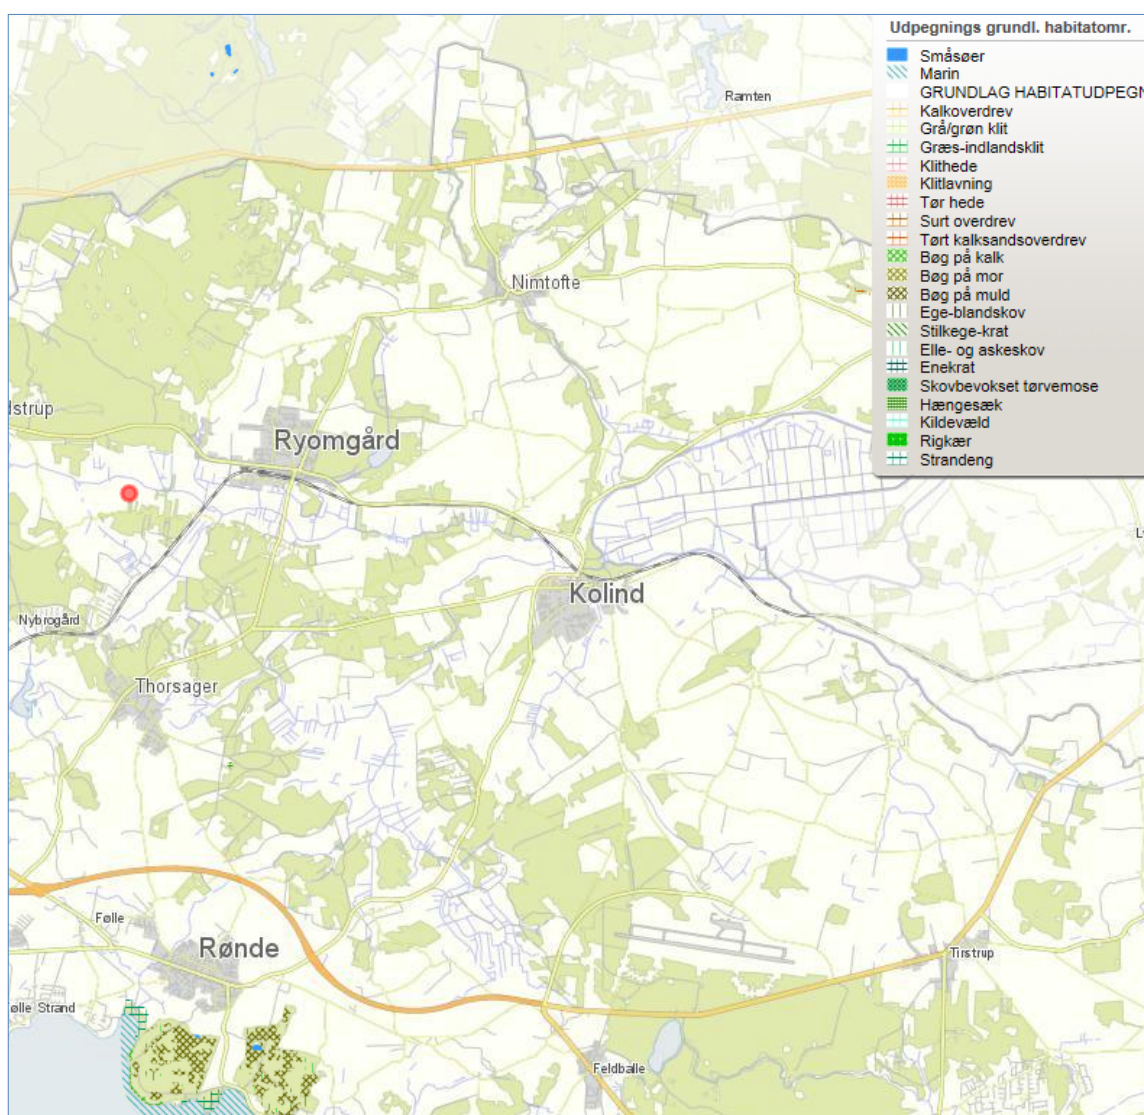 Udpegnings grundl. habitatomr.
Småsøer
Marin
GRUNDLAG HABITATUDPEGN
Kalkoverdrev
Grå/grøn klit
Græs-indlandsklit
Klithede
Klitlavning
Tør hede
Surt overdrev
Tørt kalksandsoverdrev
Bøg på kalk
Bøg på mor
Bøg på muld
Ege-blandskov
Stilkege-krat
Elle- og askeskov
Enekrat
Skovbevokset tørvemose
Hængesæk
Kildevæld
Rigkær
Strandeng
Ramten
Nimtofte
dstrup
Ryomgård
Kolind
Nybrogård
Thorsager
Følle
Rønde
Tirstrup
ølle Strand
Feldballe